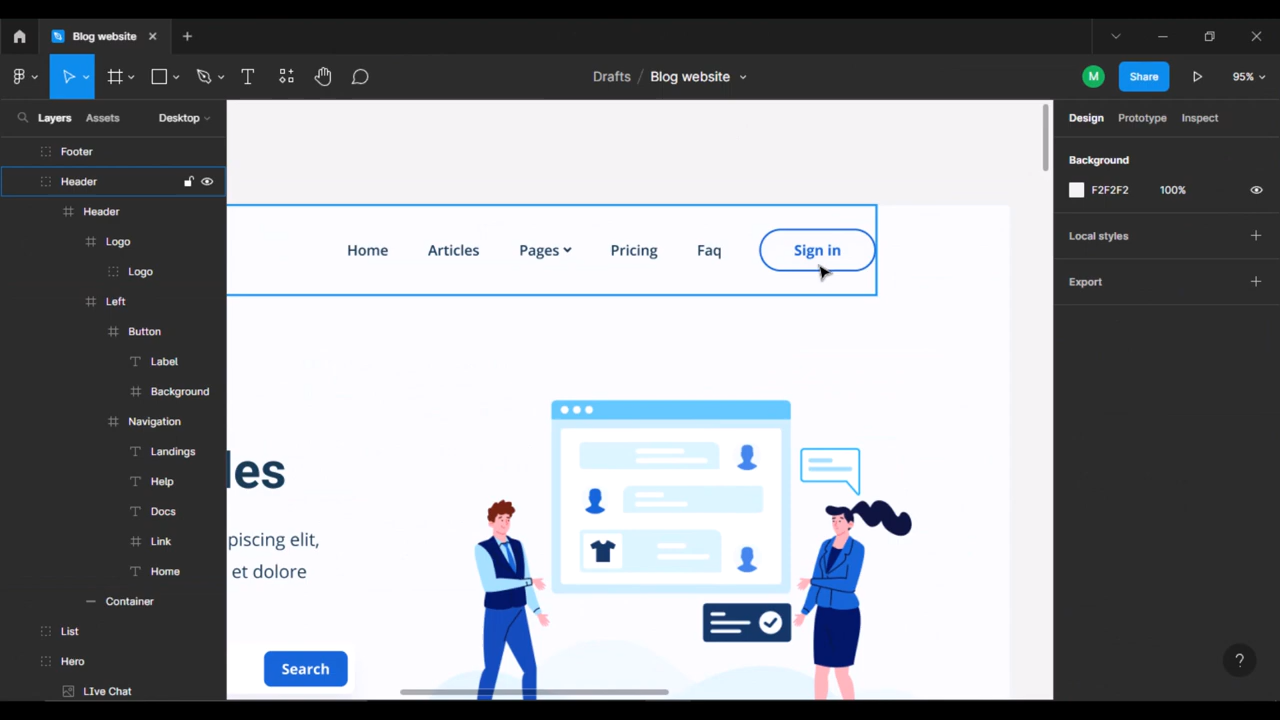 Blog website
Drafts / Blog website
M
Share
95%
Layers
Assets
Desktop
Footer
Header
Header
Logo
Logo
Left
Button
Label
Background
Navigation
Landings
Help
Docs
Link
Home
Container
List
Hero
LIve Chat
Home
Articles
Pages
Pricing
Faq
Sign in
les
piscing elit,
et dolore
Search
Design
Prototype
Inspect
Background
F2F2F2
100%
Local styles
Export
?